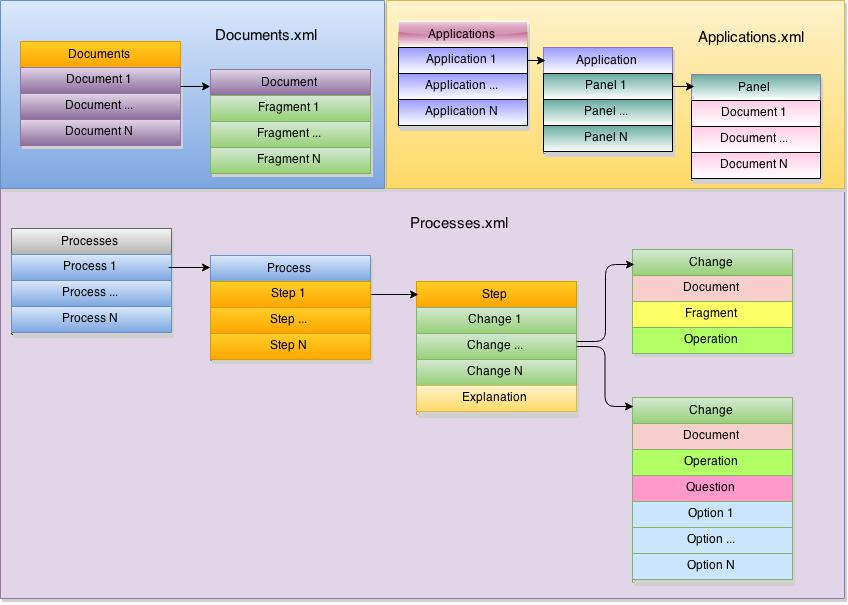 Documents.xml
Documents
Document 1
Document ...
Document N
Document
Fragment 1
Fragment ...
Fragment N
Applications.xml
Applications
Application 1
Application ...
Application N
Application
Panel 1
Panel ...
Panel N
Panel
Document 1
Document ...
Document N
Processes.xml
Processes
Process 1
Process ...
Process N
Process
Step 1
Step ...
Step N
Step
Change 1
Change ...
Change N
Explanation
Change
Document
Fragment
Operation
Change
Document
Operation
Question
Option 1
Option ...
Option N